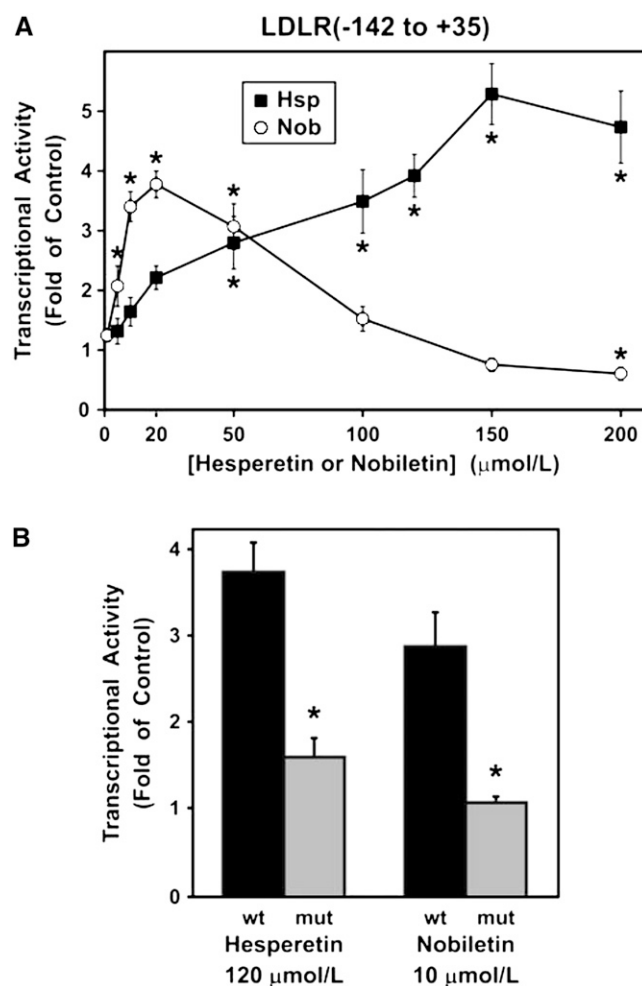 A
LDLR(-142 to +35)
Hsp
Nob
Transcriptional Activity
(Fold of Control)
5
4
3
2
1
0
* * * * * * * * * * *
0 10 20 50 100 150 200
[Hesperetin or Nobiletin] (μmol/L)
B
Transcriptional Activity
(Fold of Control)
4
3
2
1
0
* *
wt mut wt mut
Hesperetin Nobiletin
120 μmol/L 10 μmol/L